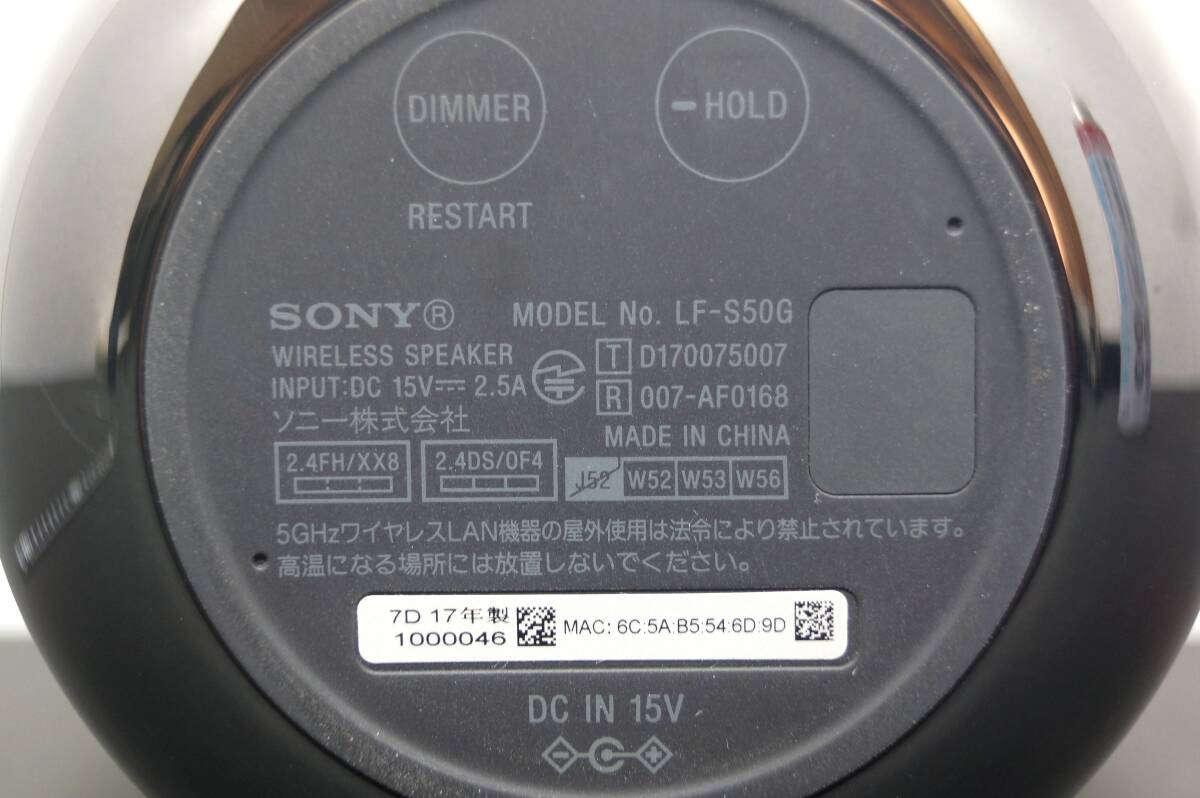 DIMMER
HOLD
RESTART
SONY®
MODEL No. LF-S50G
WIRELESS SPEAKER
T D170075007
INPUT:DC 15V⎓ 2.5A
R 007-AF0168
ソニー株式会社
MADE IN CHINA
2.4FH/XX8 2.4DS/OF4 J52 W52 W53 W56
5GHzワイヤレスLAN機器の屋外使用は法令により禁止されています。
高温になる場所には放置しないでください。
7D 17年製
1000046
MAC: 6C:5A:B5:54:6D:9D
DC IN 15V